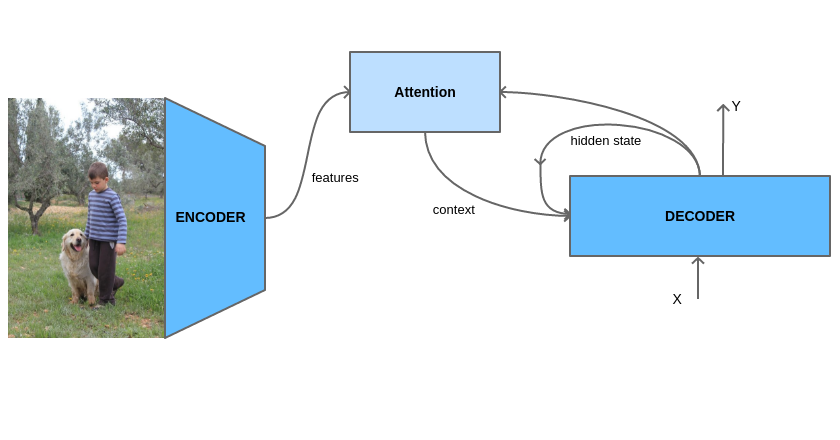 Attention
Y
hidden state
features
context
ENCODER
DECODER
X